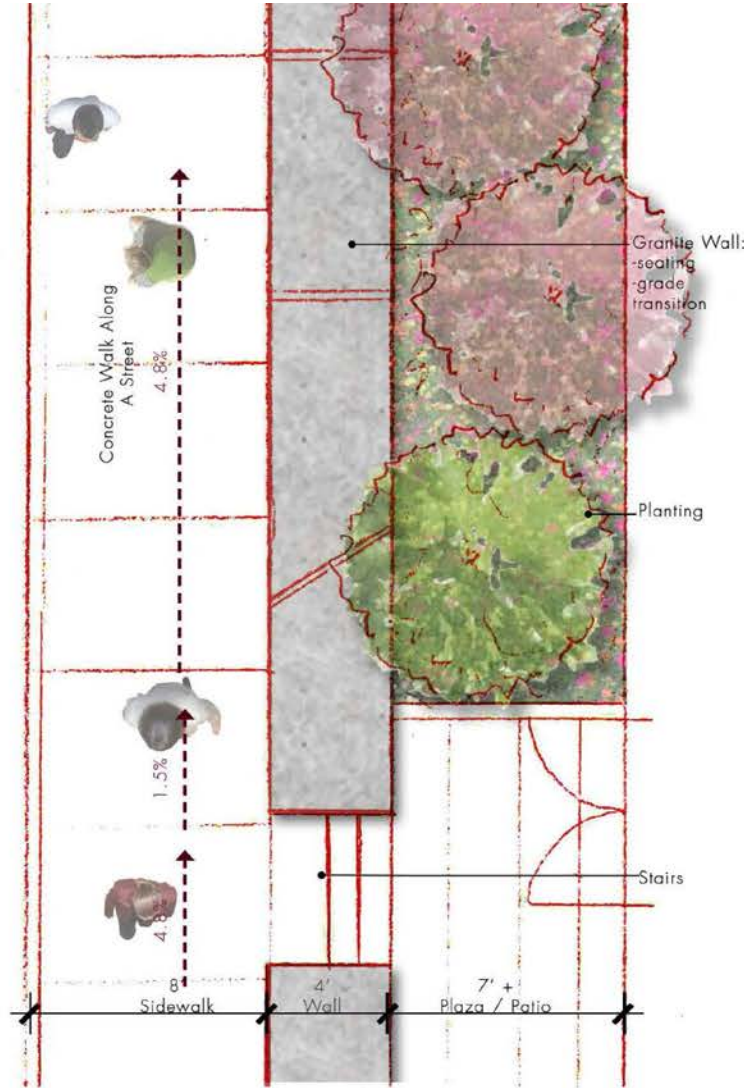 Granite Wall:
-seating
-grade
transition
Concrete Walk Along
A Street
4.8%
Planting
1.5%
Stairs
4.8%
8'
Sidewalk
4'
Wall
7' +
Plaza / Patio